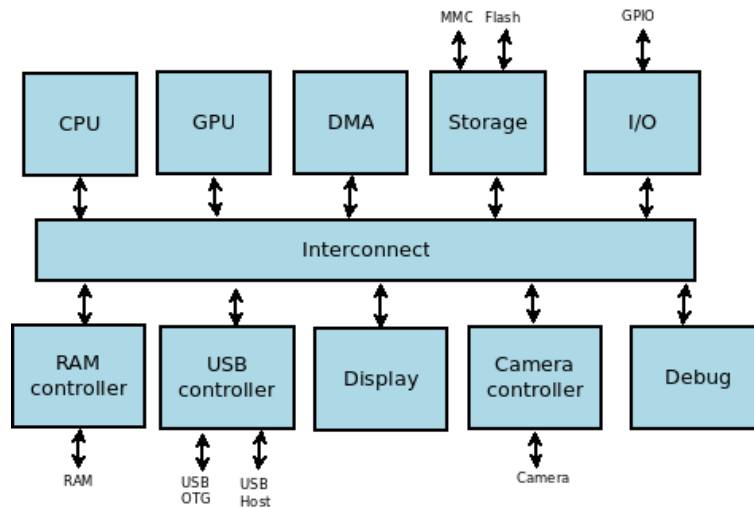 MMC Flash GPIO
CPU GPU DMA Storage I/O
Interconnect
RAM controller
USB controller
Display
Camera controller
Debug
RAM
USB OTG
USB Host
Camera